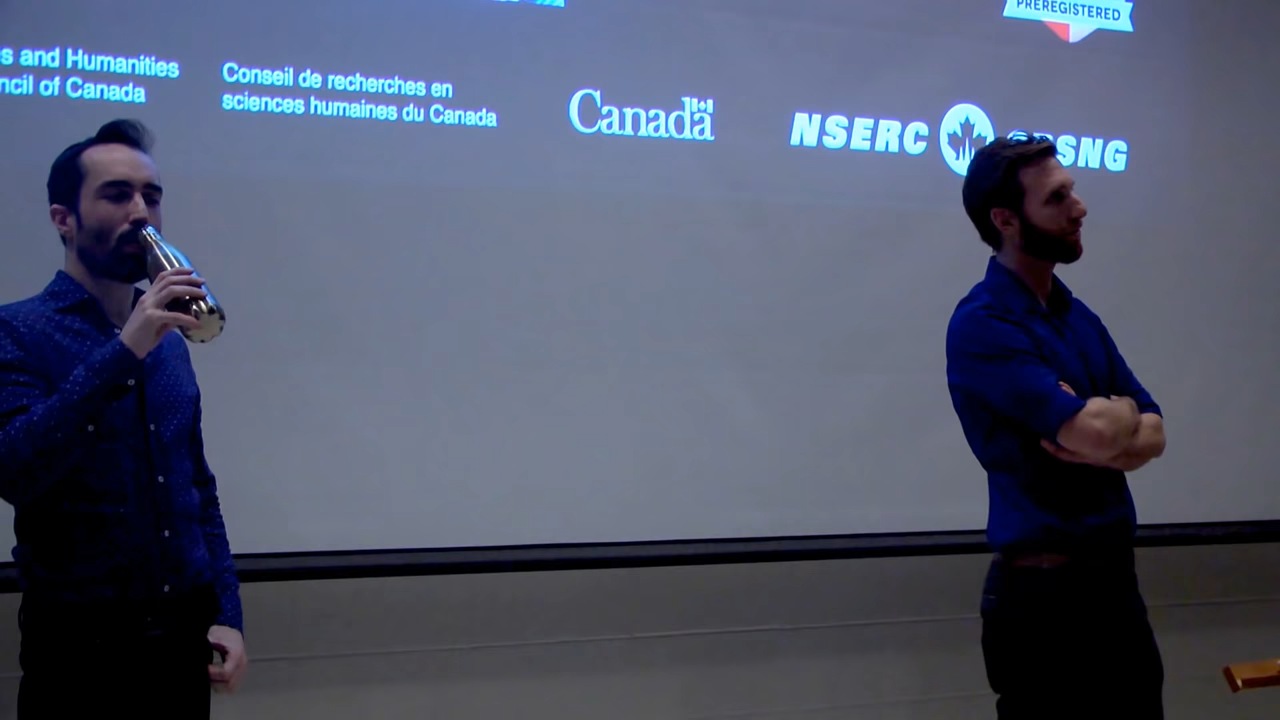 PREREGISTERED
s and Humanities
ncil of Canada
Conseil de recherches en
sciences humaines du Canada
Canada
NSERC
SNG